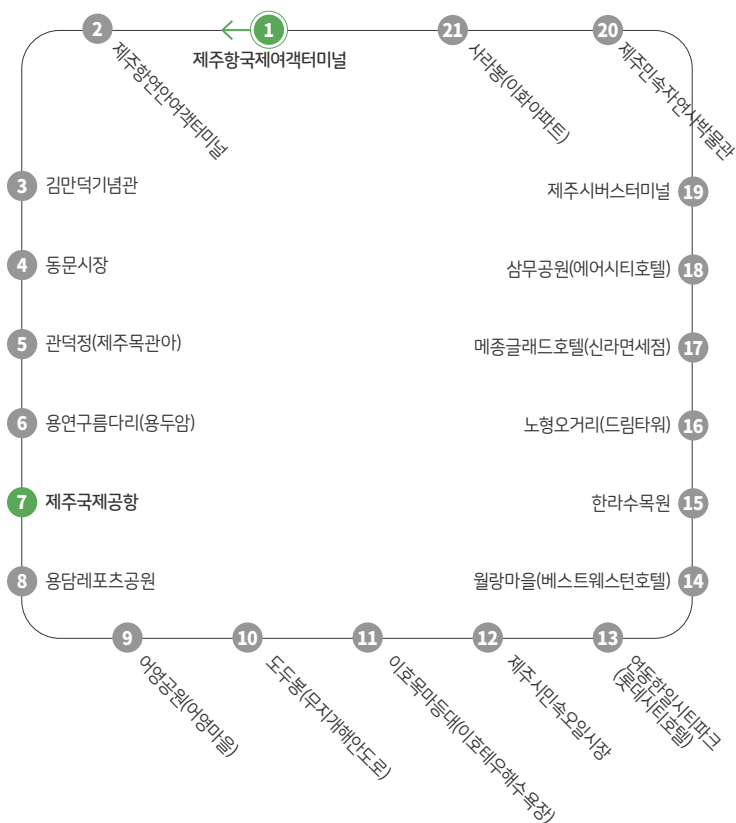 1
제주항국제여객터미널
2
제주항연안여객터미널
3 김만덕기념관
4 동문시장
5 관덕정(제주목관아)
6 용연구름다리(용두암)
7 제주국제공항
8 용담레포츠공원
9
어영공원(어영마을)
10
도두봉(무지개해안도로)
11
이호목마등대(이호테우해수욕장)
12
제주시민속오일시장
13
연동한일시티파크
(롯데시티호텔)
월랑마을(베스트웨스턴호텔) 14
한라수목원 15
노형오거리(드림타워) 16
메종글래드호텔(신라면세점) 17
삼무공원(에어시티호텔) 18
제주시버스터미널 19
20
제주민속자연사박물관
21
사라봉(이화아파트)